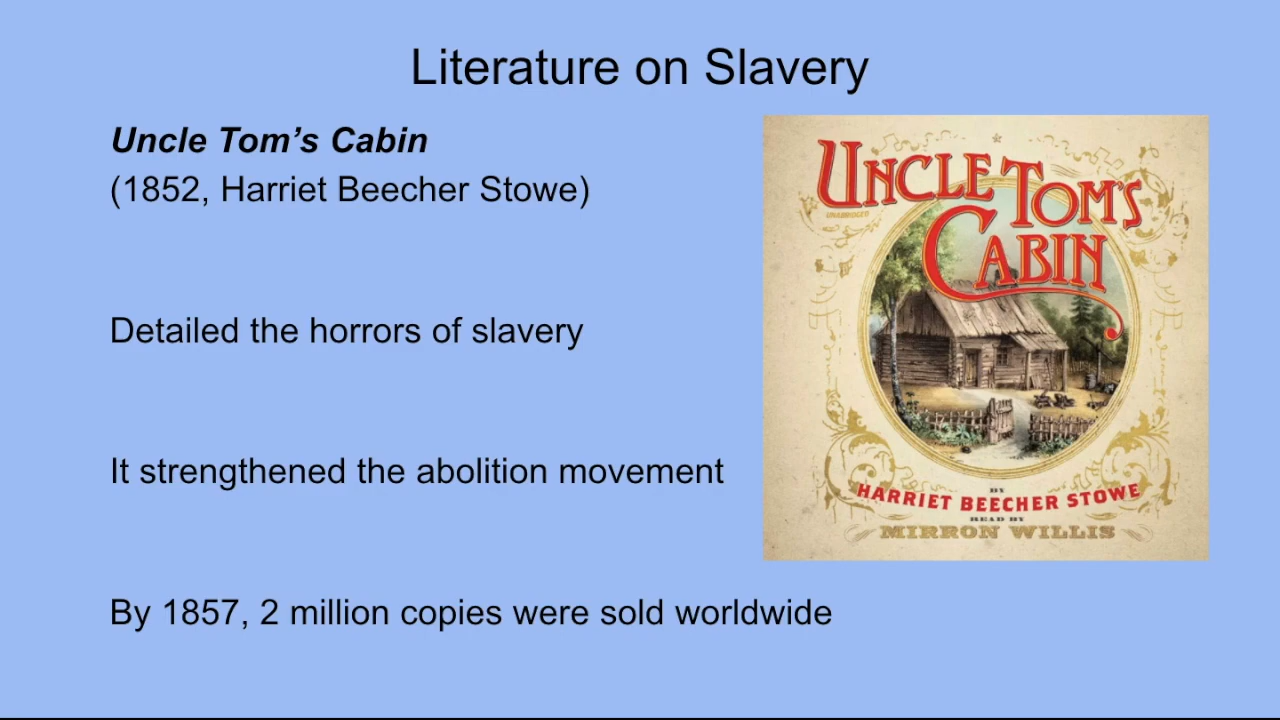 Literature on Slavery
Uncle Tom’s Cabin
(1852, Harriet Beecher Stowe)
Detailed the horrors of slavery
It strengthened the abolition movement
By 1857, 2 million copies were sold worldwide
UNCLE TOM'S
CABIN
UNABRIDGED
BY
HARRIET BEECHER STOWE
READ BY
MIRRON WILLIS